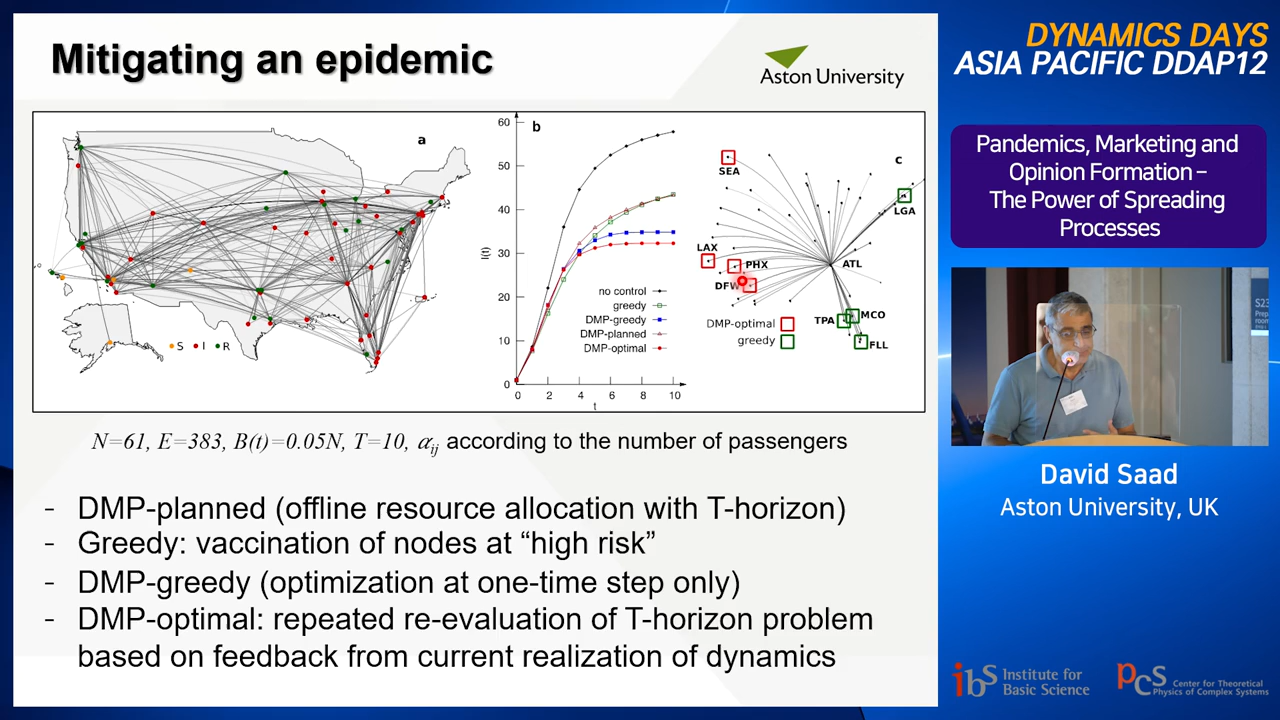 Mitigating an epidemic
Aston University
a
S I R
b
60
50
40
30
20
10
0
I(t)
0 2 4 6 8 10
t
no control
greedy
DMP-greedy
DMP-planned
DMP-optimal
c
SEA
LGA
LAX
PHX
ATL
DFW
TPA
MCO
FLL
DMP-optimal
greedy
N=61, E=383, B(t)=0.05N, T=10, αij according to the number of passengers
- DMP-planned (offline resource allocation with T-horizon)
- Greedy: vaccination of nodes at “high risk”
- DMP-greedy (optimization at one-time step only)
- DMP-optimal: repeated re-evaluation of T-horizon problem
based on feedback from current realization of dynamics
DYNAMICS DAYS
ASIA PACIFIC DDAP12
Pandemics, Marketing and
Opinion Formation –
The Power of Spreading
Processes
David Saad
Aston University, UK
ibS Institute for
Basic Science
PCS Center for Theoretical
Physics of Complex Systems